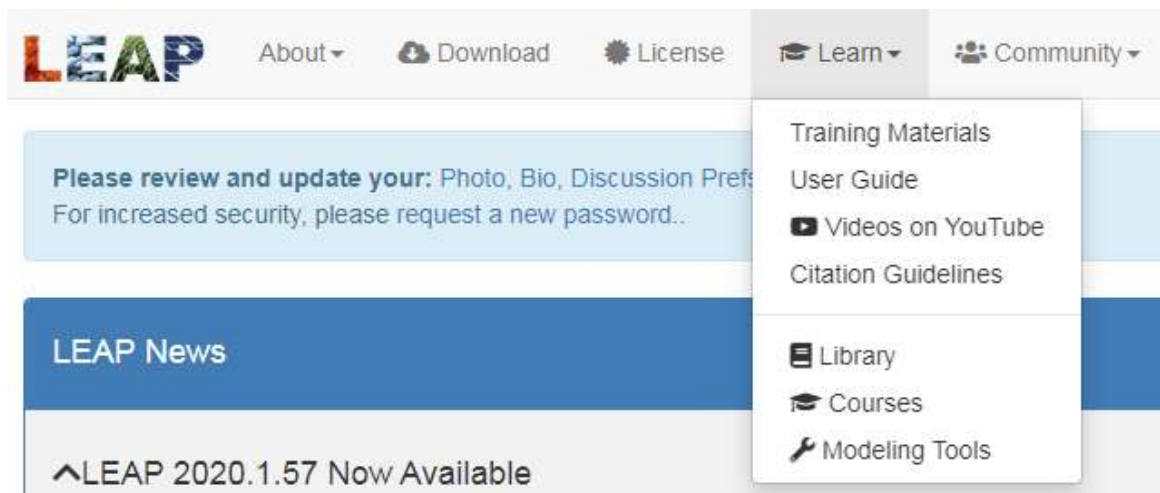 LEAP About Download License Learn Community
Training Materials
User Guide
Videos on YouTube
Citation Guidelines
Library
Courses
Modeling Tools
Please review and update your: Photo, Bio, Discussion Prefs
For increased security, please request a new password..
LEAP News
LEAP 2020.1.57 Now Available